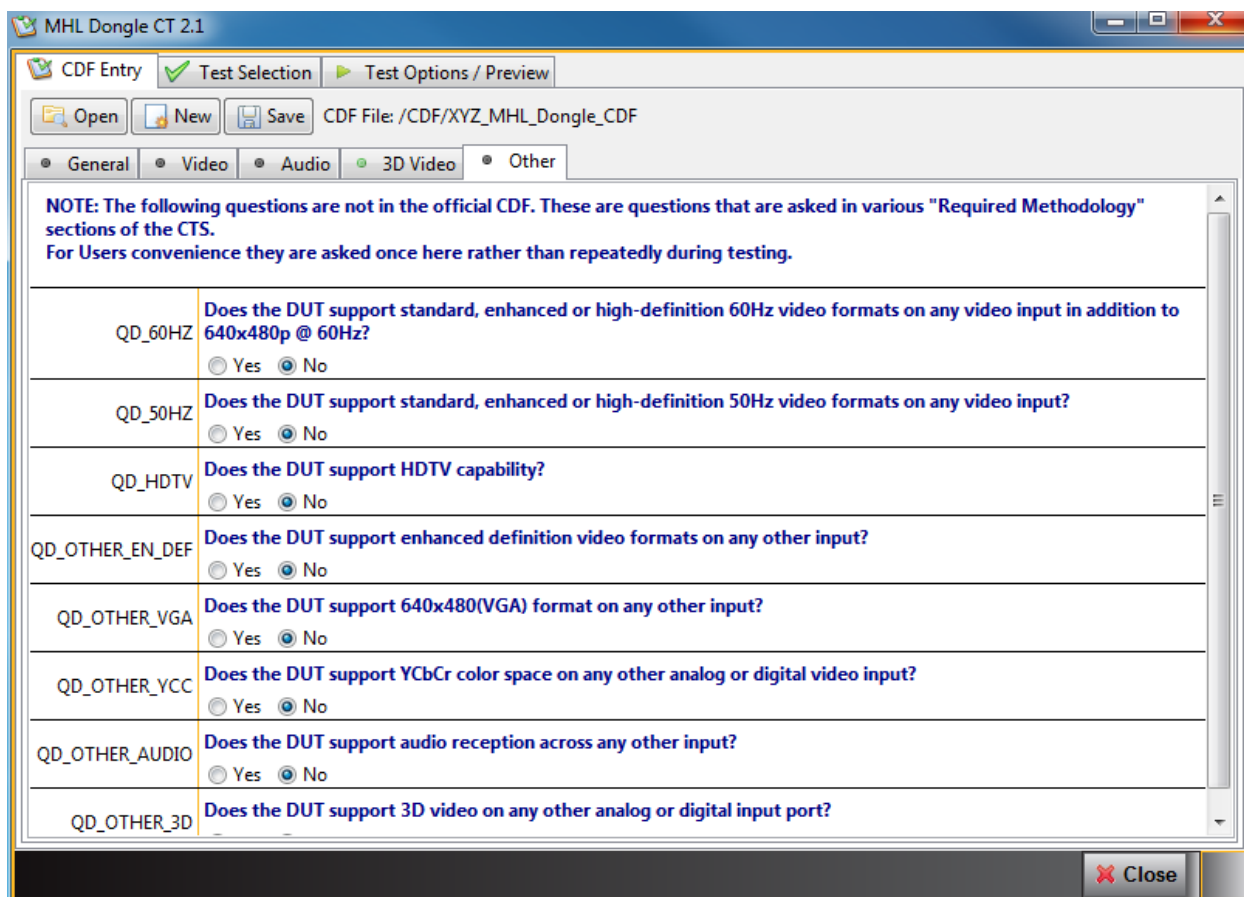 MHL Dongle CT 2.1
CDF Entry Test Selection Test Options / Preview
Open New Save CDF File: /CDF/XYZ_MHL_Dongle_CDF
General Video Audio 3D Video Other
NOTE: The following questions are not in the official CDF. These are questions that are asked in various "Required Methodology"
sections of the CTS.
For Users convenience they are asked once here rather than repeatedly during testing.
QD_60HZ
Does the DUT support standard, enhanced or high-definition 60Hz video formats on any video input in addition to
640x480p @ 60Hz?
Yes No
QD_50HZ
Does the DUT support standard, enhanced or high-definition 50Hz video formats on any video input?
Yes No
QD_HDTV
Does the DUT support HDTV capability?
Yes No
QD_OTHER_EN_DEF
Does the DUT support enhanced definition video formats on any other input?
Yes No
QD_OTHER_VGA
Does the DUT support 640x480(VGA) format on any other input?
Yes No
QD_OTHER_YCC
Does the DUT support YCbCr color space on any other analog or digital video input?
Yes No
QD_OTHER_AUDIO
Does the DUT support audio reception across any other input?
Yes No
QD_OTHER_3D
Does the DUT support 3D video on any other analog or digital input port?
Close